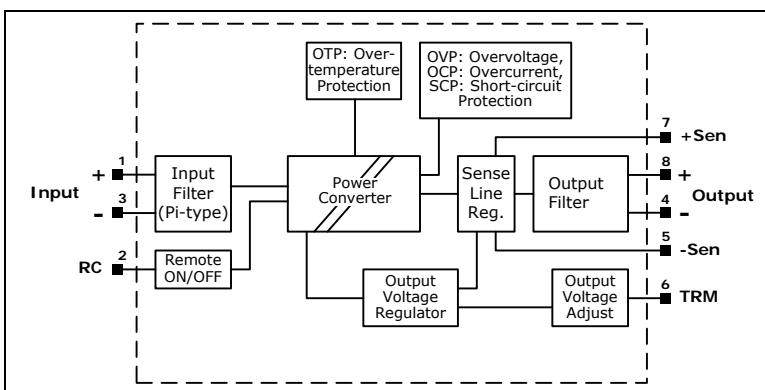 OTP: Over-
temperature
Protection
OVP: Overvoltage,
OCP: Overcurrent,
SCP: Short-circuit
Protection
7
+Sen
1
+
Input
3
-
Input
Filter
(Pi-type)
Power
Converter
Sense
Line
Reg.
Output
Filter
8
+
Output
4
-
5
-Sen
2
RC
Remote
ON/OFF
Output
Voltage
Regulator
Output
Voltage
Adjust
6
TRM